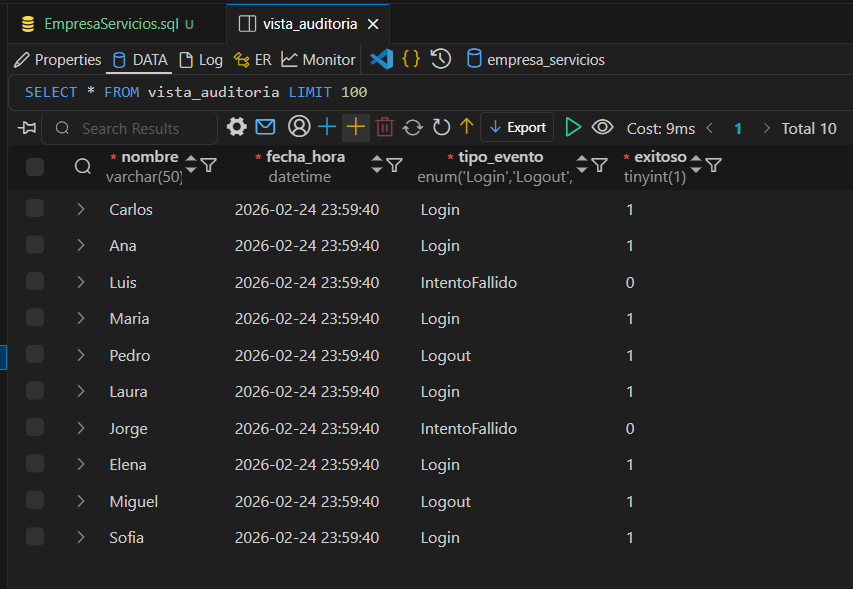 EmpresaServicios.sql U vista_auditoria
Properties DATA Log ER Monitor {} empresa_servicios
SELECT * FROM vista_auditoria LIMIT 100
Search Results Export Cost: 9ms 1 Total 10
* nombre * fecha_hora * tipo_evento * exitoso
varchar(50) datetime enum('Login','Logout', tinyint(1)
Carlos 2026-02-24 23:59:40 Login 1
Ana 2026-02-24 23:59:40 Login 1
Luis 2026-02-24 23:59:40 IntentoFallido 0
Maria 2026-02-24 23:59:40 Login 1
Pedro 2026-02-24 23:59:40 Logout 1
Laura 2026-02-24 23:59:40 Login 1
Jorge 2026-02-24 23:59:40 IntentoFallido 0
Elena 2026-02-24 23:59:40 Login 1
Miguel 2026-02-24 23:59:40 Logout 1
Sofia 2026-02-24 23:59:40 Login 1